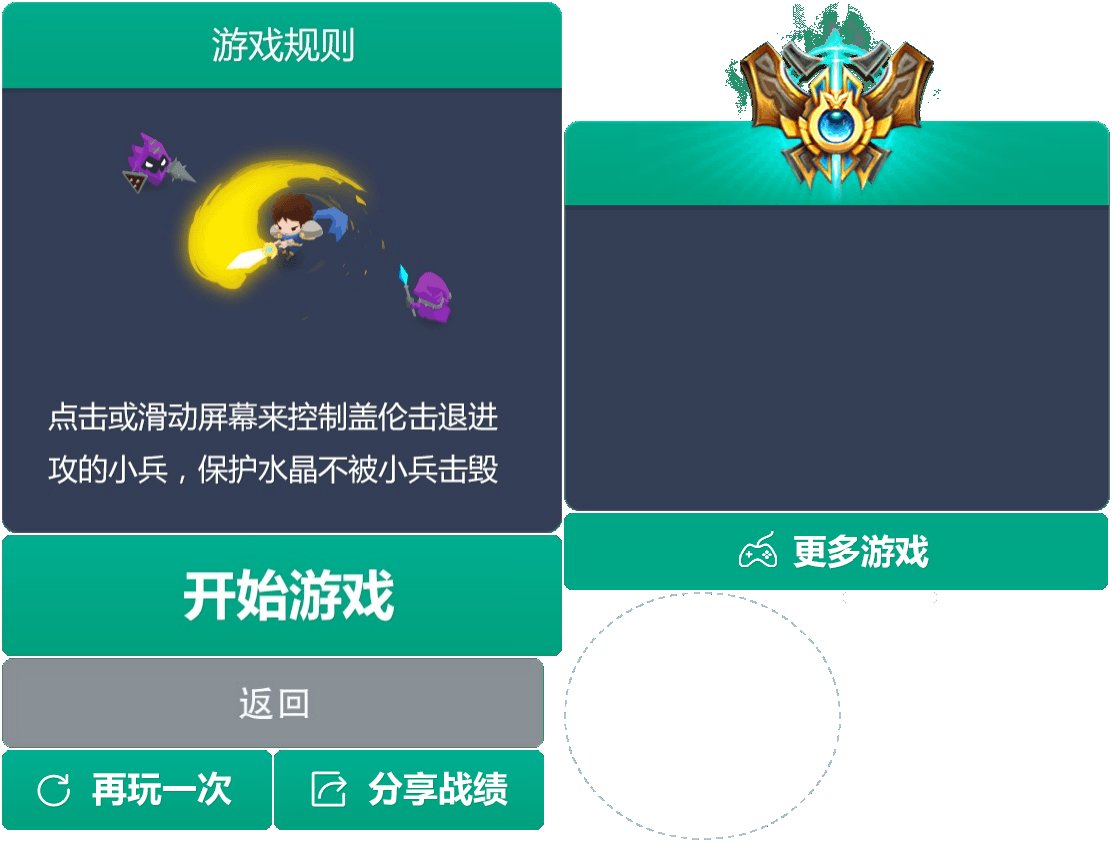 游戏规则
点击或滑动屏幕来控制盖伦击退进
攻的小兵，保护水晶不被小兵击毁
开始游戏
返回
再玩一次
分享战绩
更多游戏